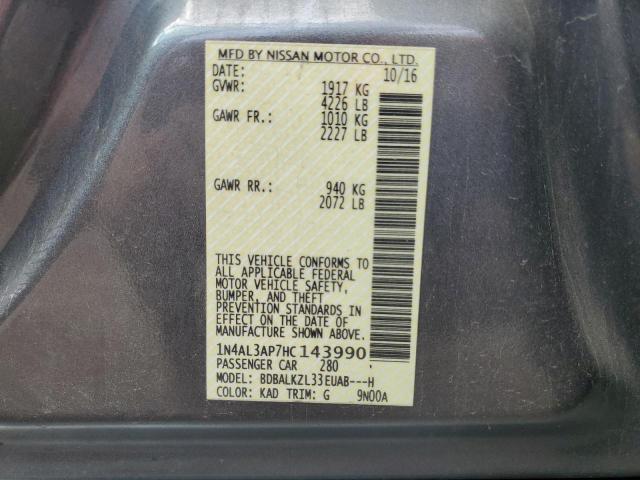 MFD BY NISSAN MOTOR CO., LTD.
DATE: 10/16
GVWR: 1917 KG
4226 LB
GAWR FR.: 1010 KG
2227 LB
GAWR RR.: 940 KG
2072 LB
THIS VEHICLE CONFORMS TO
ALL APPLICABLE FEDERAL
MOTOR VEHICLE SAFETY,
BUMPER, AND THEFT
PREVENTION STANDARDS IN
EFFECT ON THE DATE OF
MANUFACTURE SHOWN ABOVE.
1N4AL3AP7HC143990
PASSENGER CAR 280
MODEL: BDBALKZL33EUAB---H
COLOR: KAD TRIM: G 9N00A